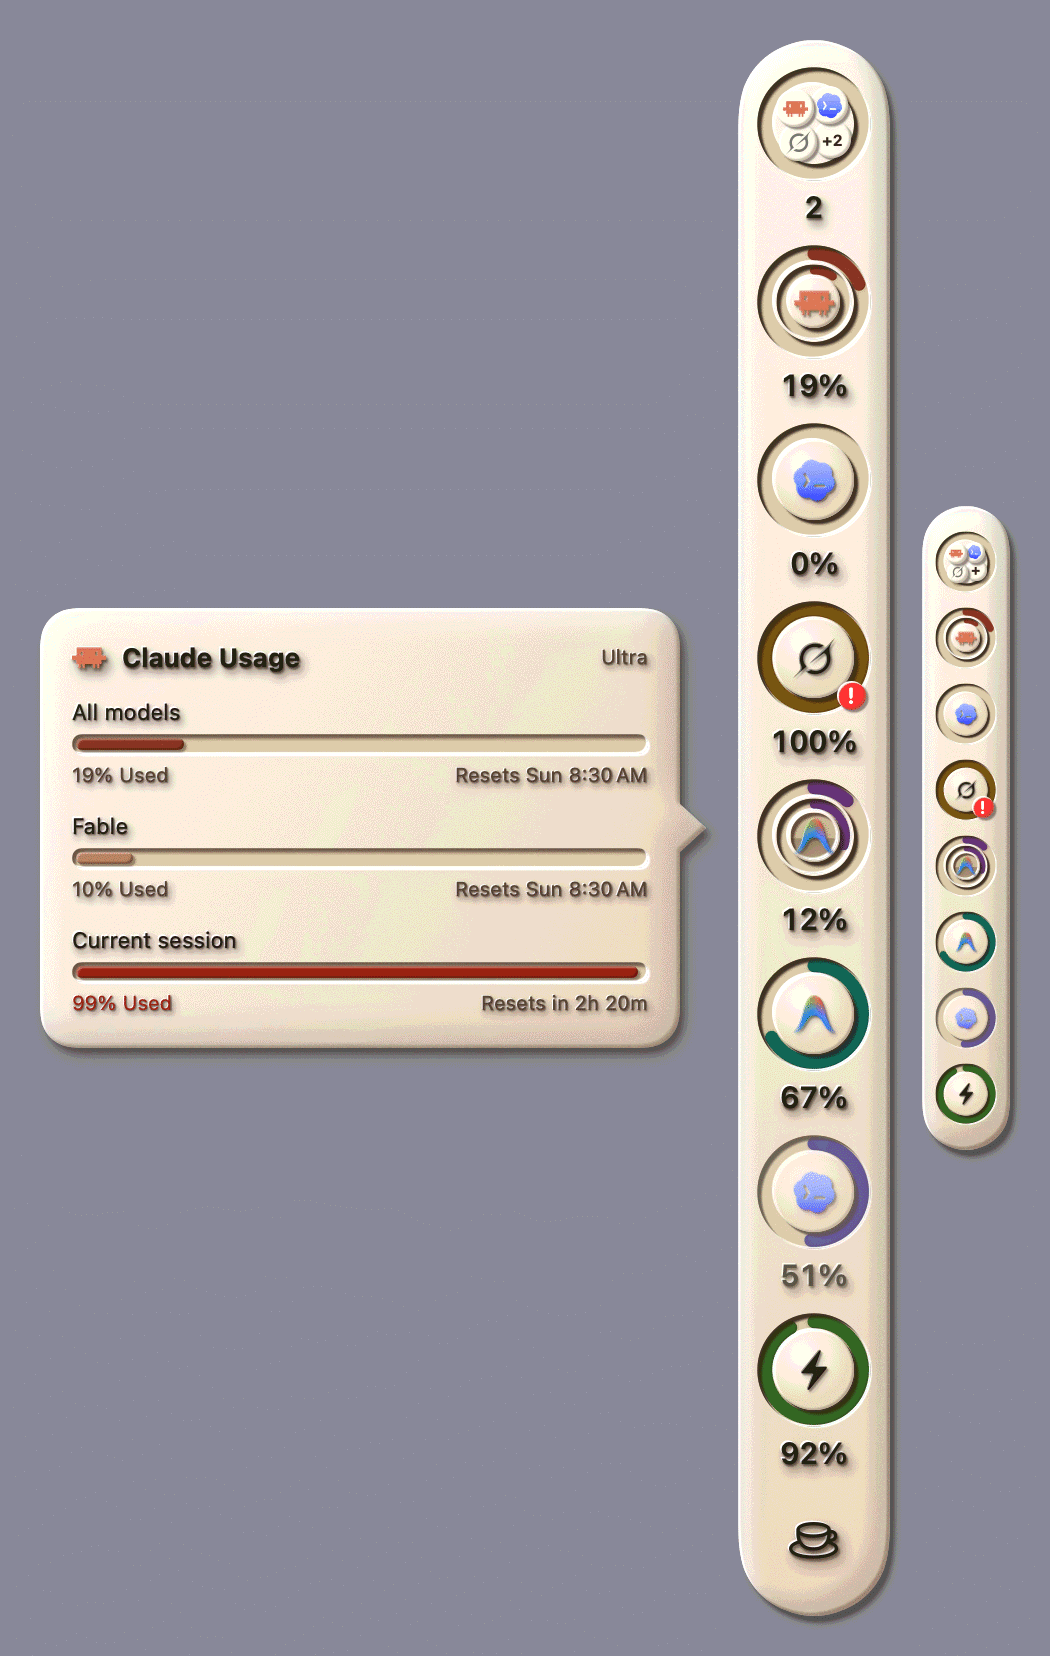 +2
2
19%
0%
!
100%
12%
67%
51%
92%
Claude Usage
Ultra
All models
19% Used
Resets Sun 8:30 AM
Fable
10% Used
Resets Sun 8:30 AM
Current session
99% Used
Resets in 2h 20m
+
!